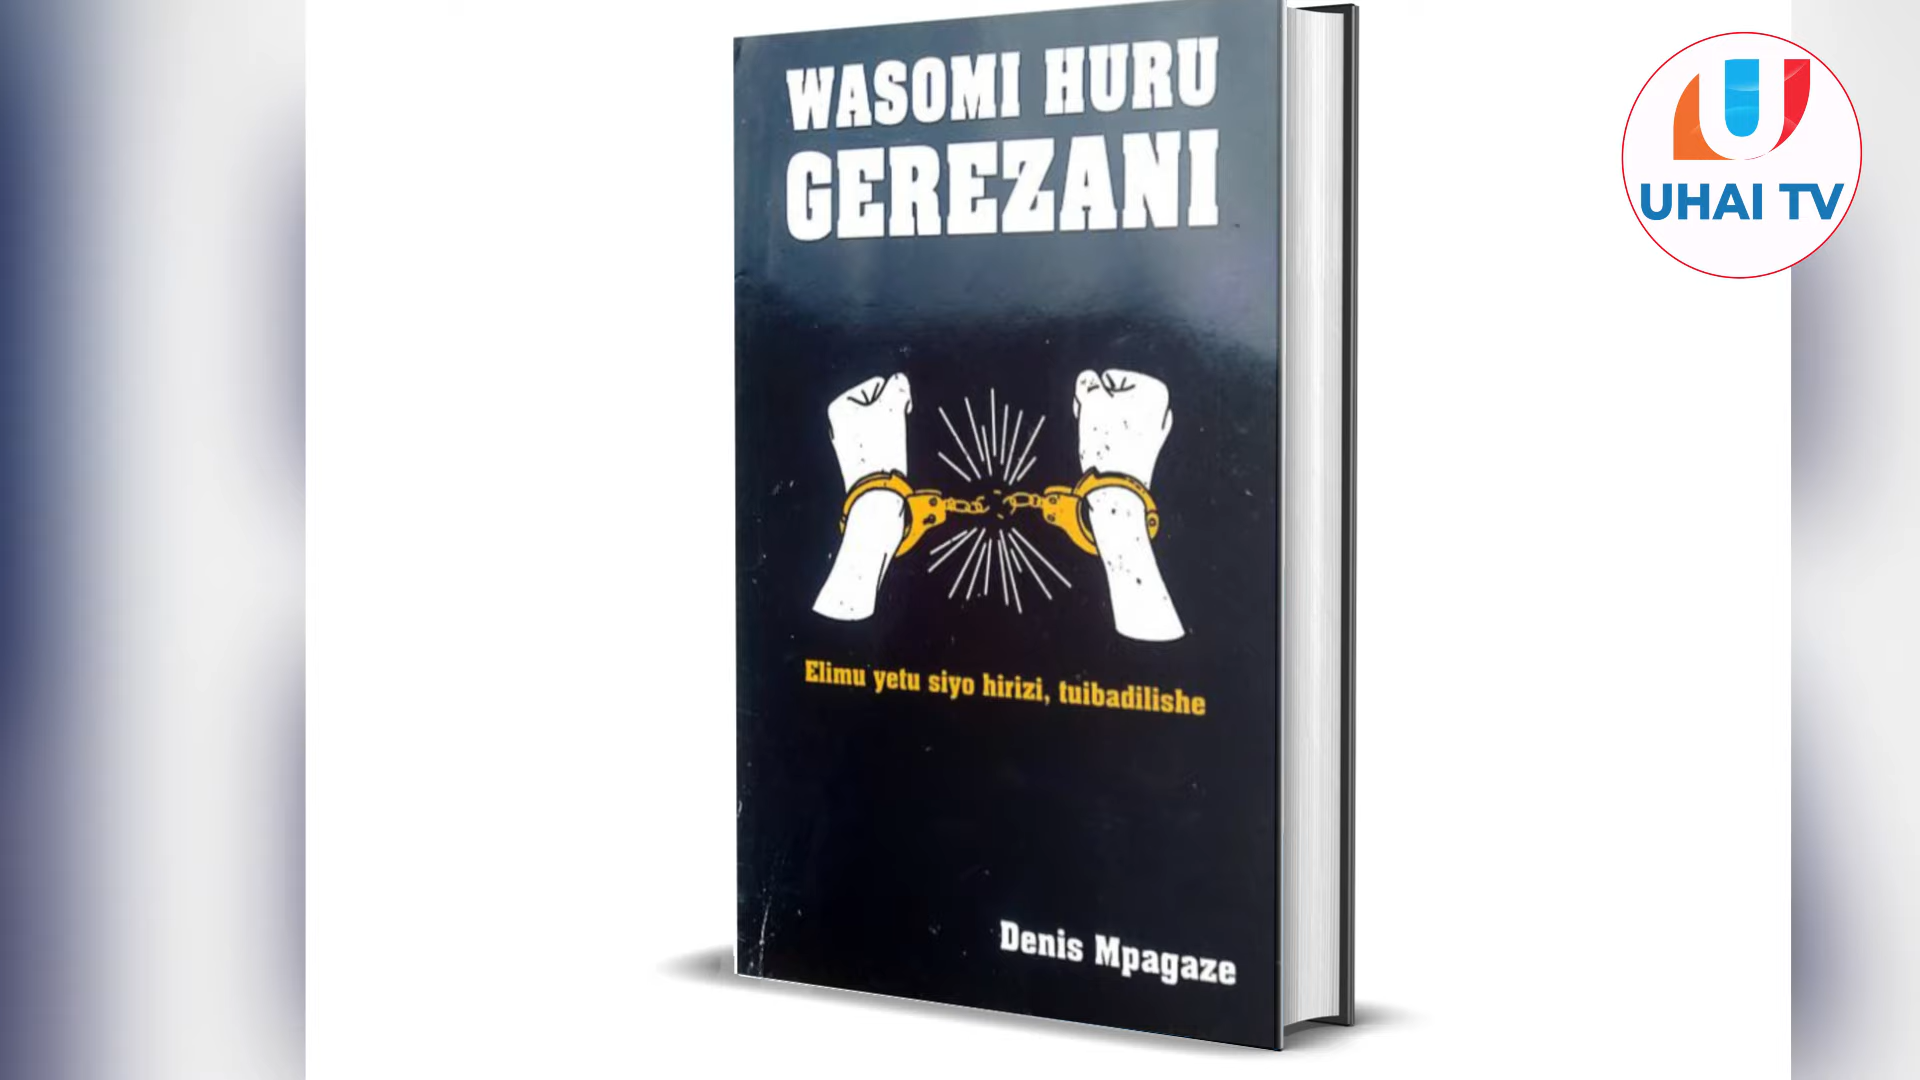 WASOMI HURU
GEREZANI
Elimu yetu siyo hirizi, tuibadilishe
Denis Mpagaze
UHAI TV